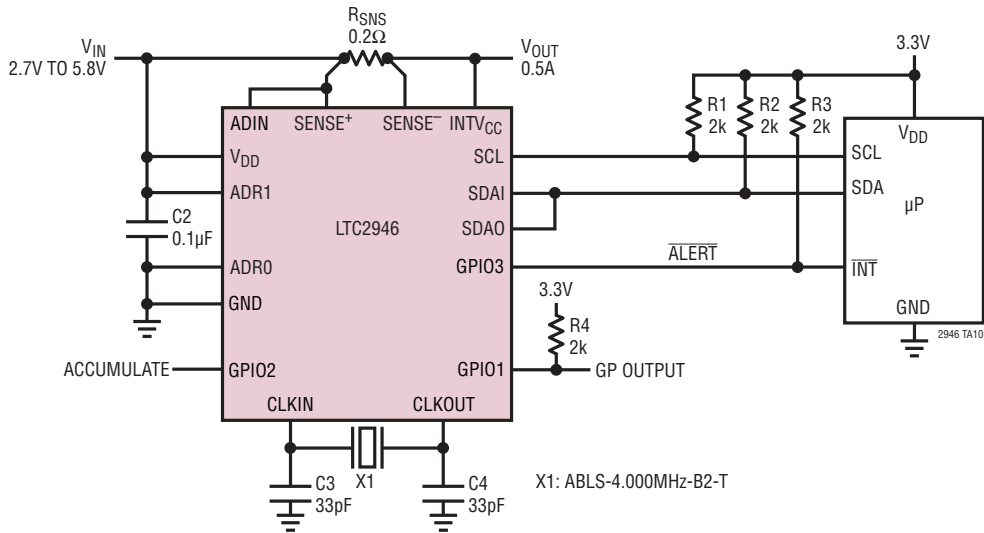 RSNS
0.2Ω
VIN
2.7V TO 5.8V
VOUT
0.5A
3.3V
R1
2k
R2
2k
R3
2k
ADIN
SENSE+
SENSE–
INTVCC
VDD
ADR1
ADR0
GND
GPIO2
SCL
SDAI
SDAO
GPIO3
GPIO1
LTC2946
CLKIN
CLKOUT
C2
0.1µF
ACCUMULATE
ALERT
3.3V
R4
2k
GP OUTPUT
VDD
SCL
SDA
µP
INT
GND
2946 TA10
C3
33pF
X1
C4
33pF
X1: ABLS-4.000MHz-B2-T